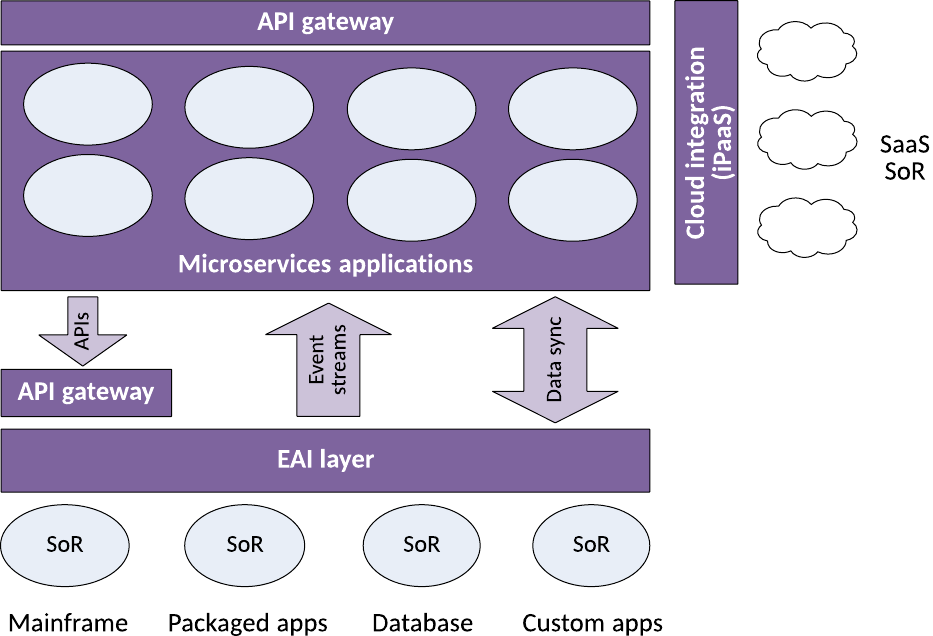 API gateway
Cloud integration
(iPaaS)
SaaS
SoR
Microservices applications
APIs
Event
streams
Data sync
API gateway
EAI layer
SoR
SoR
SoR
SoR
Mainframe
Packaged apps
Database
Custom apps